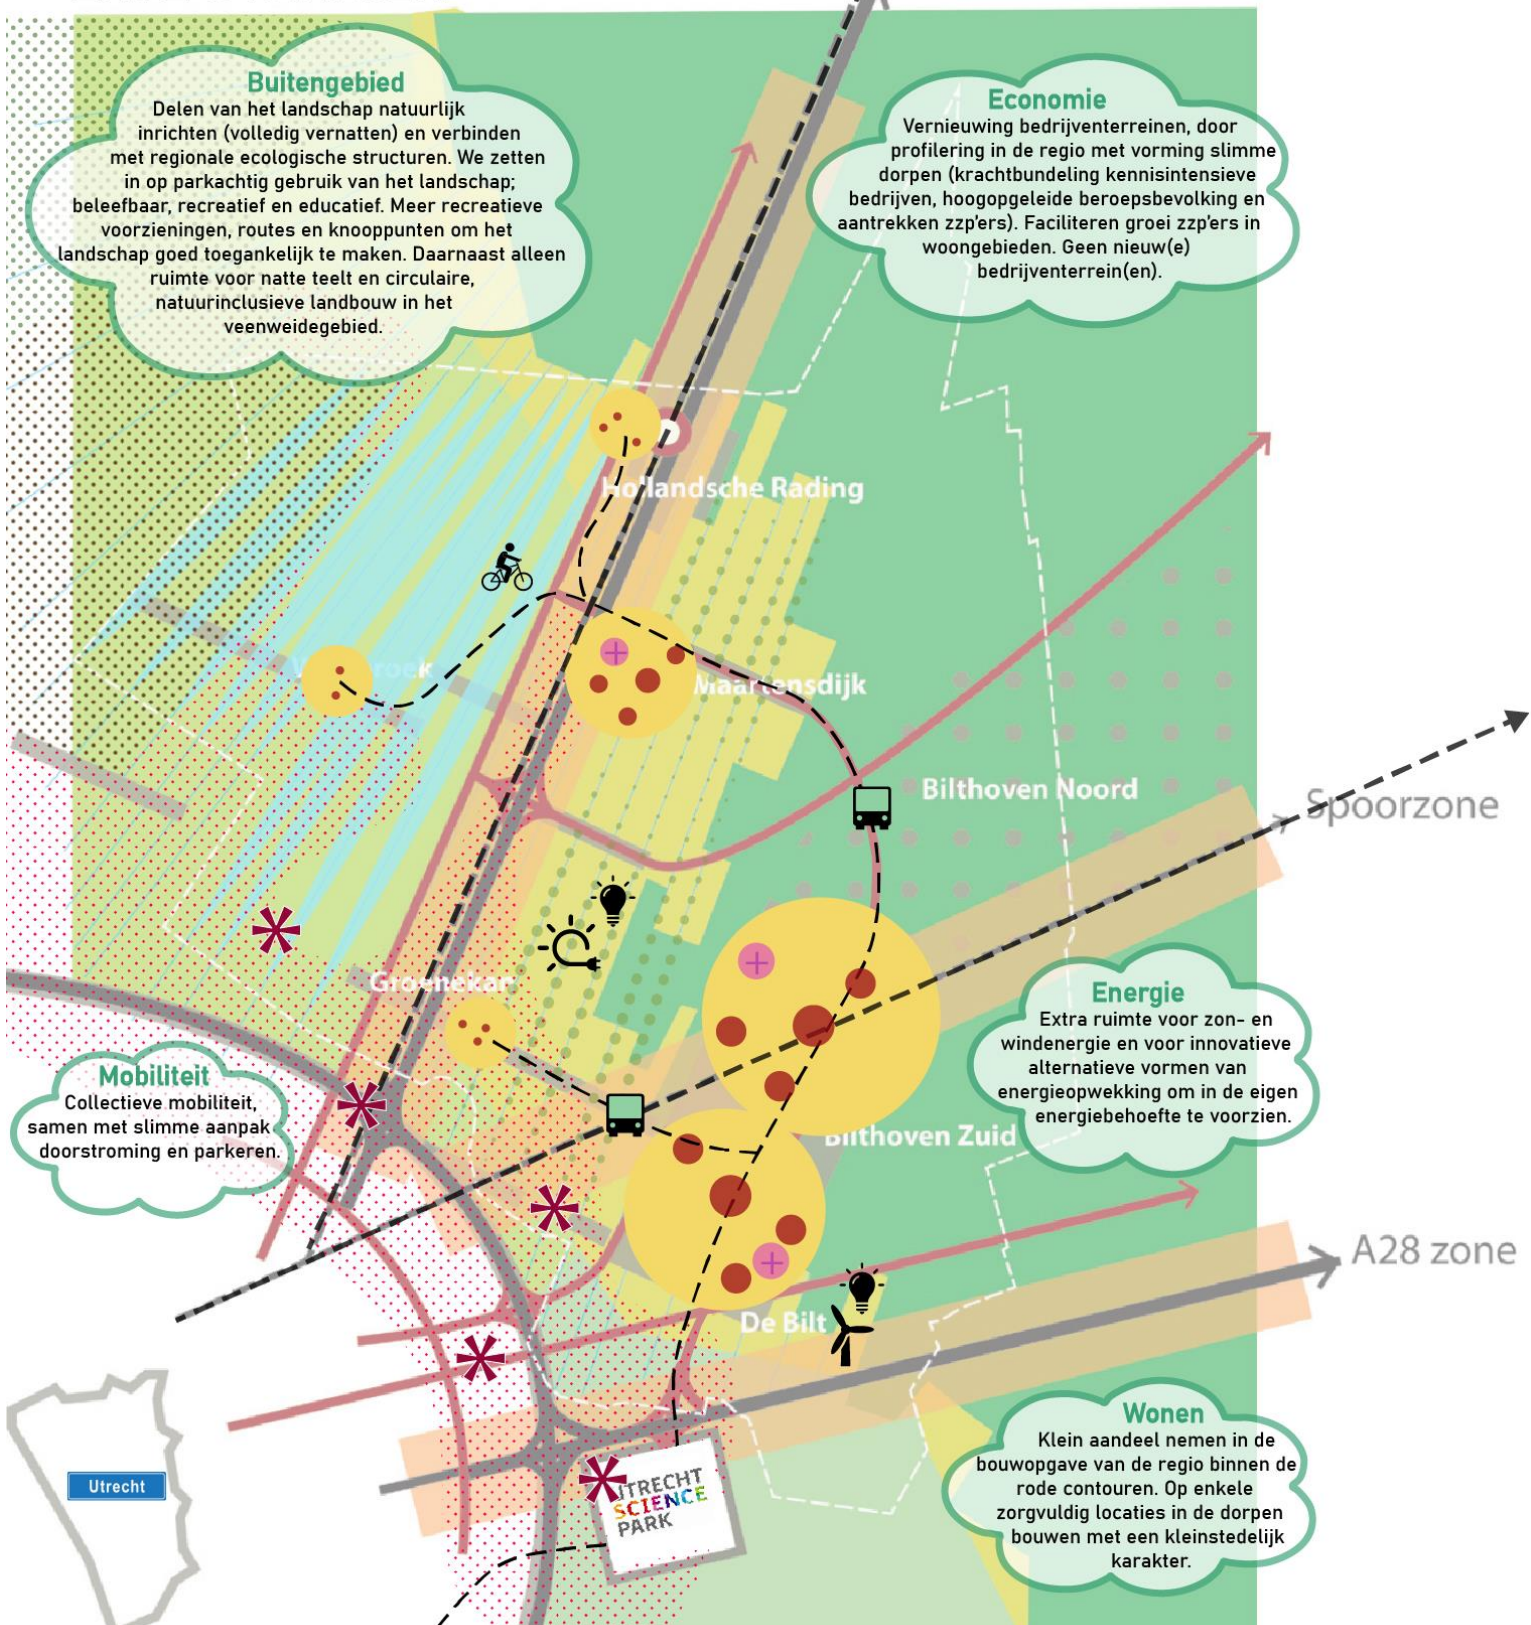 Buitengebied
Delen van het landschap natuurlijk
inrichten (volledig vernatten) en verbinden
met regionale ecologische structuren. We zetten
in op parkachtig gebruik van het landschap;
beleefbaar, recreatief en educatief. Meer recreatieve
voorzieningen, routes en knooppunten om het
landschap goed toegankelijk te maken. Daarnaast alleen
ruimte voor natte teelt en circulaire,
natuurinclusieve landbouw in het
veenweidegebied.
Economie
Vernieuwing bedrijventerreinen, door
profilering in de regio met vorming slimme
dorpen (krachtbundeling kennisintensieve
bedrijven, hoogopgeleide beroepsbevolking en
aantrekken zzp'ers). Faciliteren groei zzp'ers in
woongebieden. Geen nieuw(e)
bedrijventerrein(en).
Hollandsche Rading
Maartensdijk
Bilthoven Noord
Spoorzone
Groenekan
Energie
Extra ruimte voor zon- en
windenergie en voor innovatieve
alternatieve vormen van
energieopwekking om in de eigen
energiebehoefte te voorzien.
Mobiliteit
Collectieve mobiliteit,
samen met slimme aanpak
doorstroming en parkeren.
Bilthoven Zuid
A28 zone
De Bilt
Wonen
Klein aandeel nemen in de
bouwopgave van de regio binnen de
rode contouren. Op enkele
zorgvuldig locaties in de dorpen
bouwen met een kleinstedelijk
karakter.
Utrecht
UTRECHT
SCIENCE
PARK